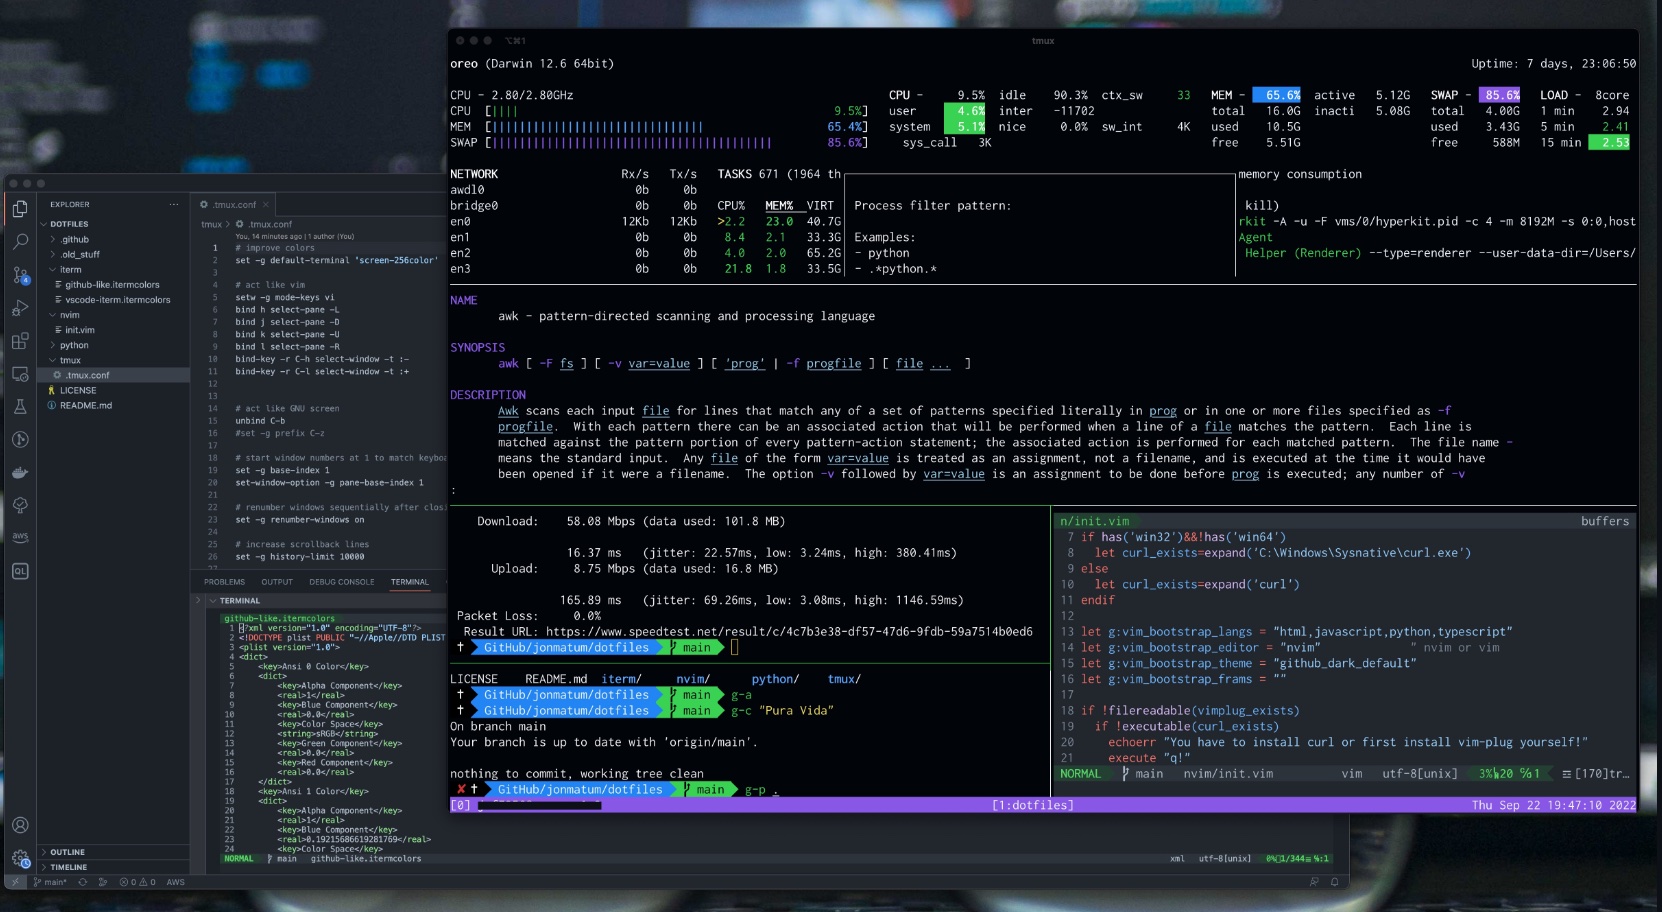 ⌥⌘1
tmux
oreo (Darwin 12.6 64bit)
Uptime: 7 days, 23:06:50
CPU - 2.80/2.80GHz
CPU [|||| 9.5%]
MEM [|||||||||||||||||||||||||||||| 65.4%]
SWAP [|||||||||||||||||||||||||||||||||||||||| 85.6%]
CPU - 9.5% idle 90.3% ctx_sw 33
user 4.6% inter -11702
system 5.1% nice 0.0% sw_int 4K
sys_call 3K
MEM - 65.6% active 5.12G
total 16.0G inacti 5.08G
used 10.5G
free 5.51G
SWAP - 85.6%
total 4.00G
used 3.43G
free 588M
LOAD - 8core
1 min 2.94
5 min 2.41
15 min 2.53
NETWORK Rx/s Tx/s
awdl0 0b 0b
bridge0 0b 0b
en0 12Kb 12Kb
en1 0b 0b
en2 0b 0b
en3 0b 0b
TASKS 671 (1964 th
CPU% MEM% VIRT
>2.2 23.0 40.7G
8.4 2.1 33.3G
4.0 2.0 65.2G
21.8 1.8 33.5G
Process filter pattern:
Examples:
- python
- .*python.*
memory consumption
kill)
rkit -A -u -F vms/0/hyperkit.pid -c 4 -m 8192M -s 0:0,host
Agent
Helper (Renderer) --type=renderer --user-data-dir=/Users/
NAME
awk - pattern-directed scanning and processing language
SYNOPSIS
awk [ -F fs ] [ -v var=value ] [ 'prog' | -f progfile ] [ file ... ]
DESCRIPTION
Awk scans each input file for lines that match any of a set of patterns specified literally in prog or in one or more files specified as -f
progfile. With each pattern there can be an associated action that will be performed when a line of a file matches the pattern. Each line is
matched against the pattern portion of every pattern-action statement; the associated action is performed for each matched pattern. The file name -
means the standard input. Any file of the form var=value is treated as an assignment, not a filename, and is executed at the time it would have
been opened if it were a filename. The option -v followed by var=value is an assignment to be done before prog is executed; any number of -v
:
Download: 58.08 Mbps (data used: 101.8 MB)
16.37 ms (jitter: 22.57ms, low: 3.24ms, high: 380.41ms)
Upload: 8.75 Mbps (data used: 16.8 MB)
165.89 ms (jitter: 69.26ms, low: 3.08ms, high: 1146.59ms)
Packet Loss: 0.0%
Result URL: https://www.speedtest.net/result/c/4c7b3e38-df57-47d6-9fdb-59a7514b0ed6
† GitHub/jonmatum/dotfiles main
LICENSE README.md iterm/ nvim/ python/ tmux/
† GitHub/jonmatum/dotfiles main g-a
† GitHub/jonmatum/dotfiles main g-c "Pura Vida"
On branch main
Your branch is up to date with 'origin/main'.
nothing to commit, working tree clean
✘ † GitHub/jonmatum/dotfiles main g-p .
n/init.vim buffers
7 if has('win32')&&!has('win64')
8 let curl_exists=expand('C:\Windows\Sysnative\curl.exe')
9 else
10 let curl_exists=expand('curl')
11 endif
12
13 let g:vim_bootstrap_langs = "html,javascript,python,typescript"
14 let g:vim_bootstrap_editor = "nvim" " nvim or vim
15 let g:vim_bootstrap_theme = "github_dark_default"
16 let g:vim_bootstrap_frams = ""
17
18 if !filereadable(vimplug_exists)
19 if !executable(curl_exists)
20 echoerr "You have to install curl or first install vim-plug yourself!"
21 execute "q!"
NORMAL main nvim/init.vim vim utf-8[unix] [170]tr…
[0] [1:dotfiles] Thu Sep 22 19:47:10 2022
EXPLORER ···
DOTFILES
.github
.old_stuff
iterm
github-like.itermcolors
vscode-iterm.itermcolors
nvim
init.vim
python
tmux
.tmux.conf
LICENSE
README.md
OUTLINE
TIMELINE
aws
QL
4
.tmux.conf ×
tmux > .tmux.conf
You, 14 minutes ago | 1 author (You)
1 # improve colors
2 set -g default-terminal 'screen-256color'
3
4 # act like vim
5 setw -g mode-keys vi
6 bind h select-pane -L
7 bind j select-pane -D
8 bind k select-pane -U
9 bind l select-pane -R
10 bind-key -r C-h select-window -t :-
11 bind-key -r C-l select-window -t :+
12
13
14 # act like GNU screen
15 unbind C-b
16 #set -g prefix C-z
17
18 # start window numbers at 1 to match keyboa
19 set -g base-index 1
20 set-window-option -g pane-base-index 1
21
22 # renumber windows sequentially after closi
23 set -g renumber-windows on
24
25 # increase scrollback lines
26 set -g history-limit 10000
27
PROBLEMS OUTPUT DEBUG CONSOLE TERMINAL
TERMINAL
github-like.itermcolors
1 <?xml version="1.0" encoding="UTF-8"?>
2 <!DOCTYPE plist PUBLIC "-//Apple//DTD PLIST
3 <plist version="1.0">
4 <dict>
5 <key>Ansi 0 Color</key>
6 <dict>
7 <key>Alpha Component</key>
8 <real>1</real>
9 <key>Blue Component</key>
10 <real>0.0</real>
11 <key>Color Space</key>
12 <string>sRGB</string>
13 <key>Green Component</key>
14 <real>0.0</real>
15 <key>Red Component</key>
16 <real>0.0</real>
17 </dict>
18 <key>Ansi 1 Color</key>
19 <dict>
20 <key>Alpha Component</key>
21 <real>1</real>
22 <key>Blue Component</key>
23 <real>0.19215686619281769</real>
24 <key>Color Space</key>
NORMAL main github-like.itermcolors xml utf-8[unix]
main* 0 0 AWS